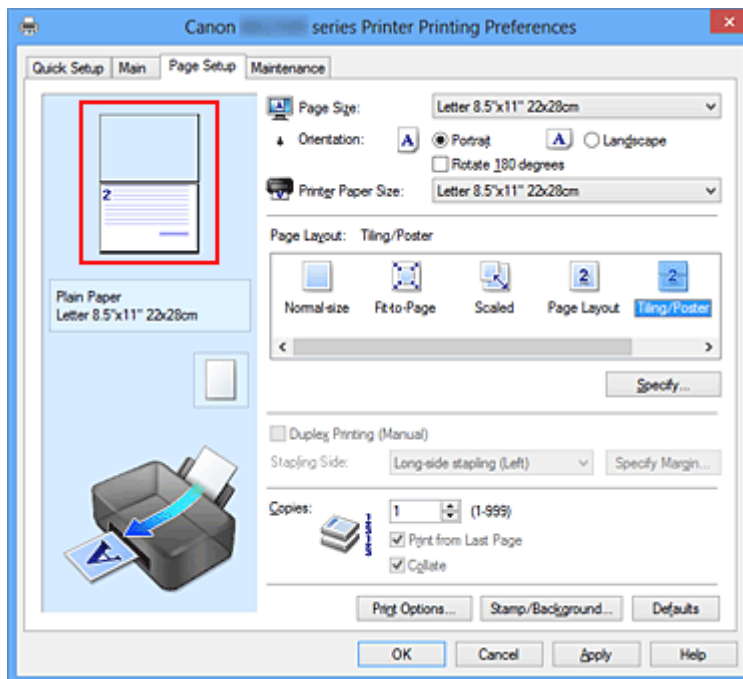 Canon series Printer Printing Preferences
Quick Setup Main Page Setup Maintenance
2
Plain Paper
Letter 8.5"x11" 22x28cm
A
Page Size: Letter 8.5"x11" 22x28cm
Orientation: A Portrait A Landscape
Rotate 180 degrees
Printer Paper Size: Letter 8.5"x11" 22x28cm
Page Layout: Tiling/Poster
2 2
Normal-size Fit-to-Page Scaled Page Layout Tiling/Poster
Specify...
Duplex Printing (Manual)
Stapling Side: Long-side stapling (Left) Specify Margin...
Copies: 1 (1-999)
Print from Last Page
Collate
Print Options... Stamp/Background... Defaults
OK Cancel Apply Help